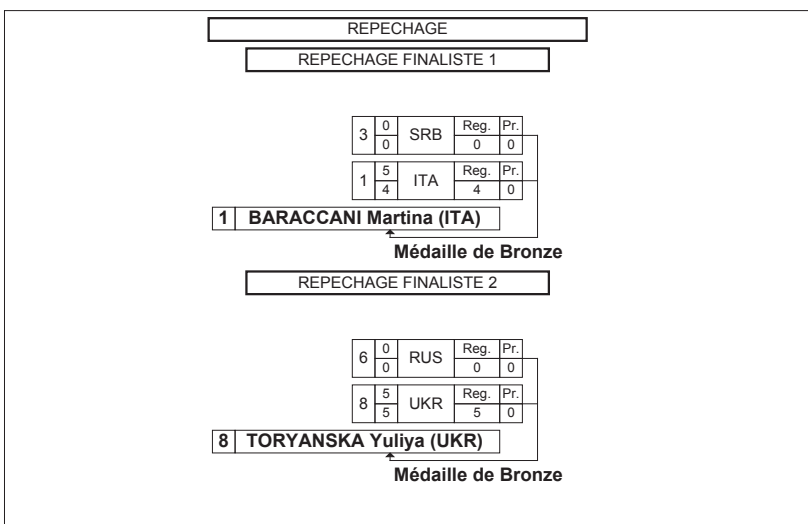 REPECHAGE
REPECHAGE FINALISTE 1
3 0 SRB Reg. Pr.
0 0 0
1 5 ITA Reg. Pr.
4 4 0
1 BARACCANI Martina (ITA)
Médaille de Bronze
REPECHAGE FINALISTE 2
6 0 RUS Reg. Pr.
0 0 0
8 5 UKR Reg. Pr.
5 5 0
8 TORYANSKA Yuliya (UKR)
Médaille de Bronze